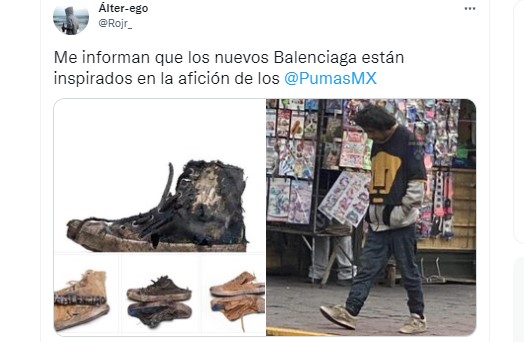 Álter-ego
@Rojr_
Me informan que los nuevos Balenciaga están
inspirados en la afición de los @PumasMX